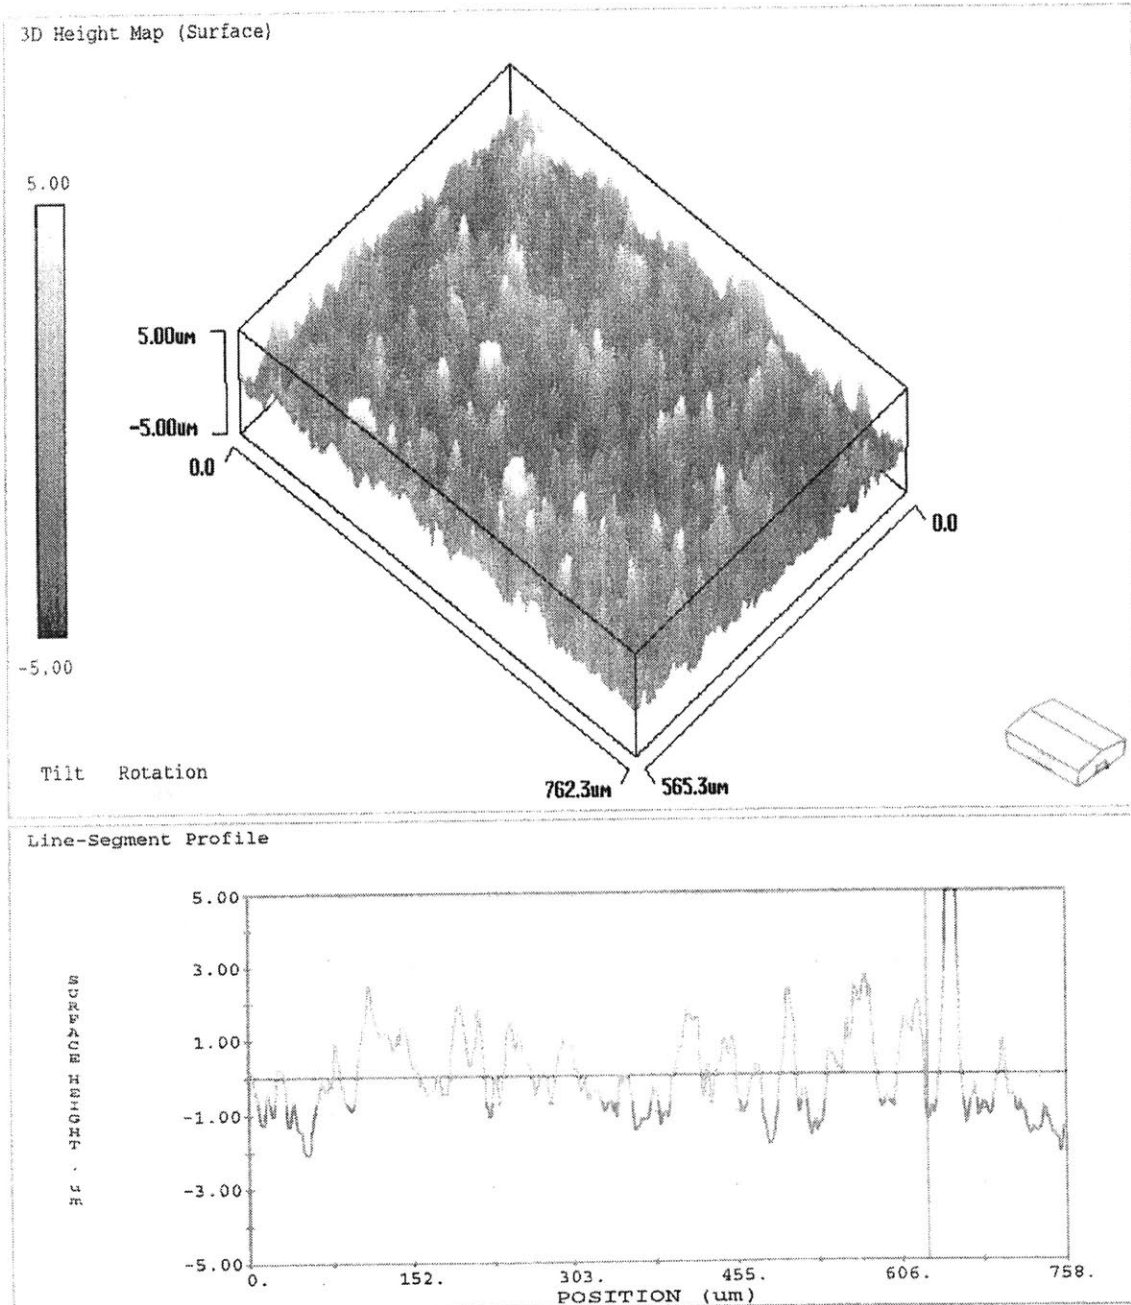 3D Height Map (Surface)
5.00
5.00um
-5.00um
0.0
0.0
-5.00
Tilt Rotation
762.3um
565.3um
Line-Segment Profile
5.00
3.00
1.00
-1.00
-3.00
-5.00
SURFACE HEIGHT . um
0. 152. 303. 455. 606. 758.
POSITION (um)